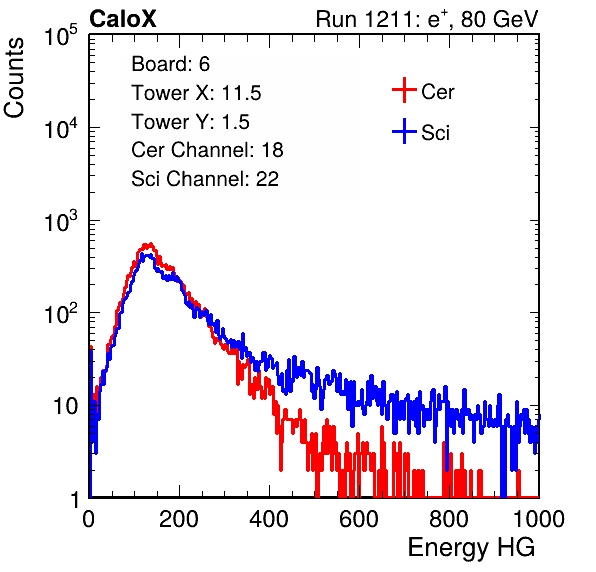 CaloX Run 1211: e⁺, 80 GeV
Counts
10⁵
10⁴
10³
10²
10
1
Board: 6
Tower X: 11.5
Tower Y: 1.5
Cer Channel: 18
Sci Channel: 22
Cer
Sci
0 200 400 600 800 1000
Energy HG